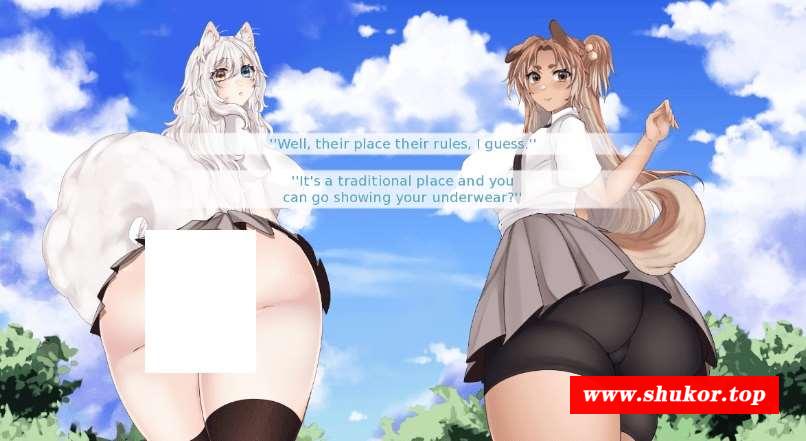 "Well, their place their rules, I guess."
"It's a traditional place and you
can go showing your underwear?"
www.shukor.top